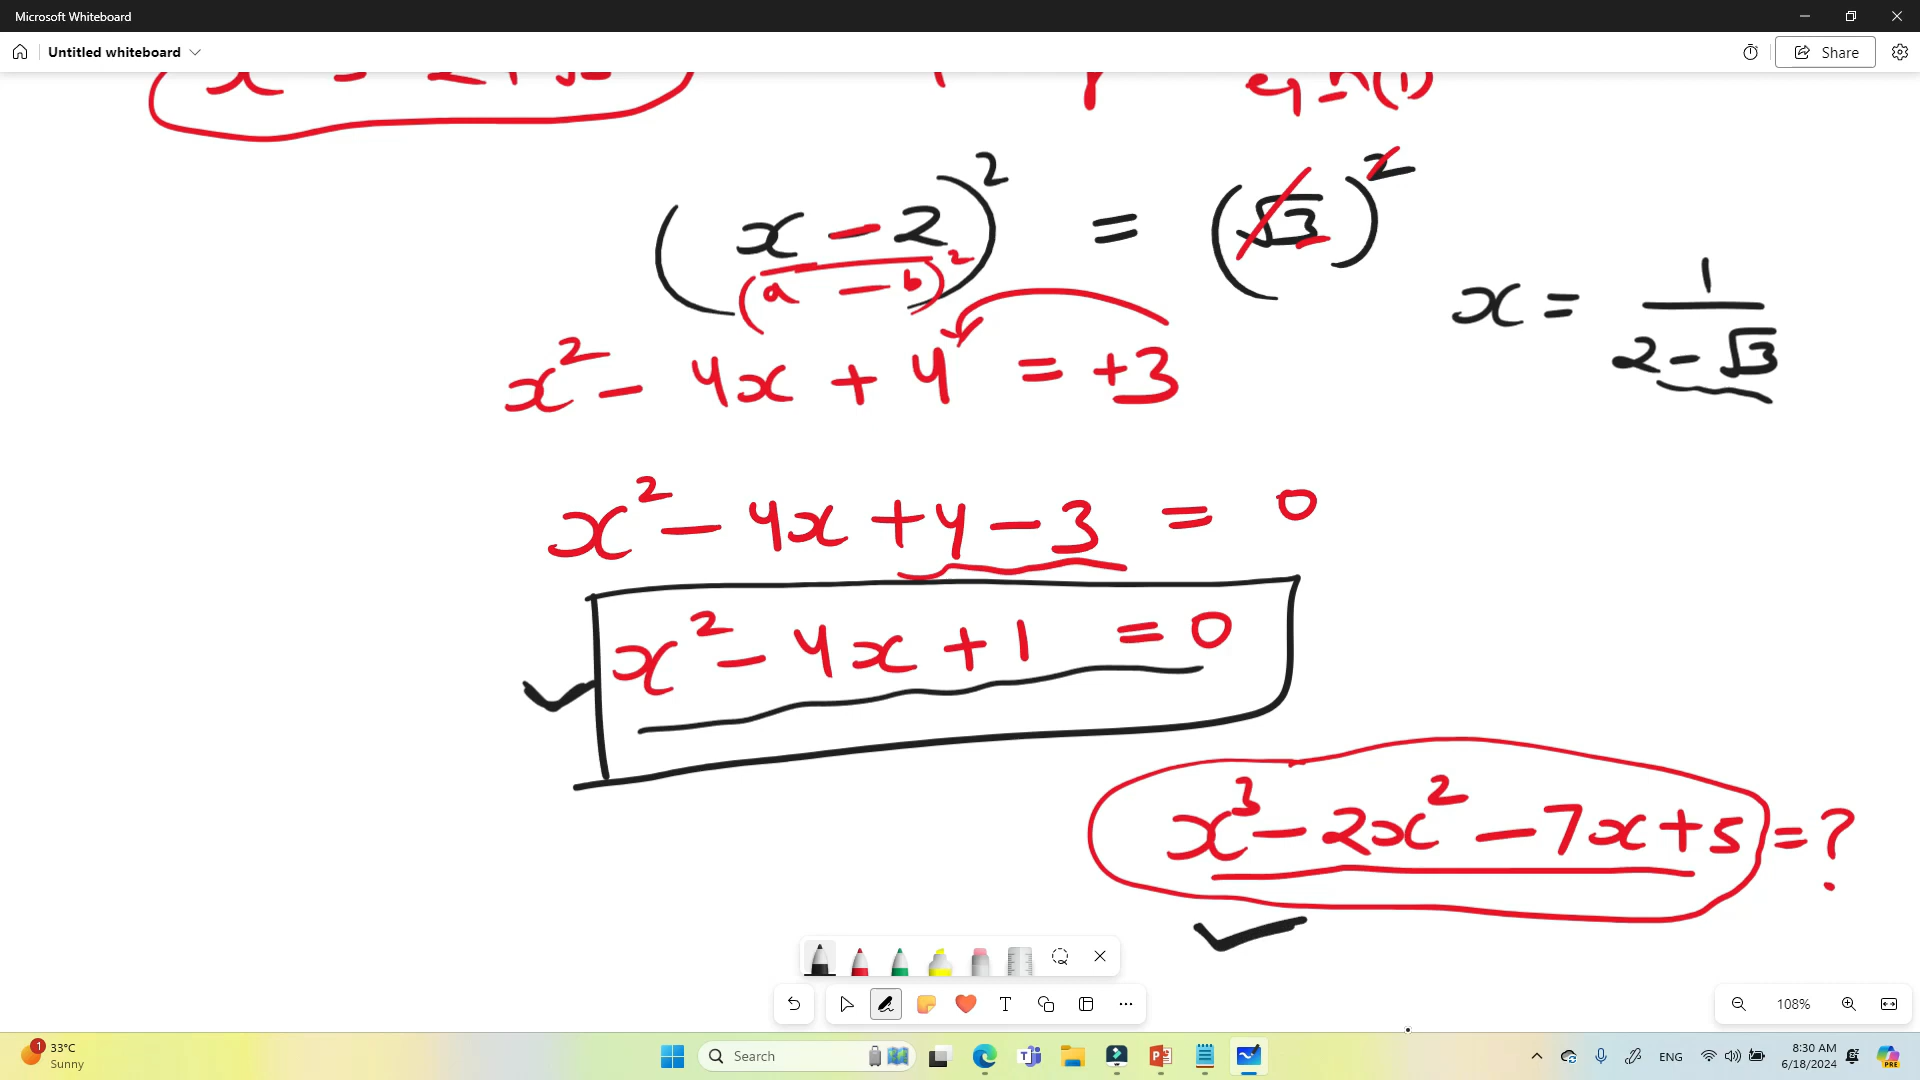 Microsoft Whiteboard
Untitled whiteboard
Share
(x - 2)² = (√3)²
(a - b)²
x = 1 / (2 - √3)
x² - 4x + 4 = +3
x² - 4x + 4 - 3 = 0
x² - 4x + 1 = 0
x³ - 2x² - 7x + 5 = ?
108%
1
33°C
Sunny
Search
ENG
8:30 AM
6/18/2024
PRE